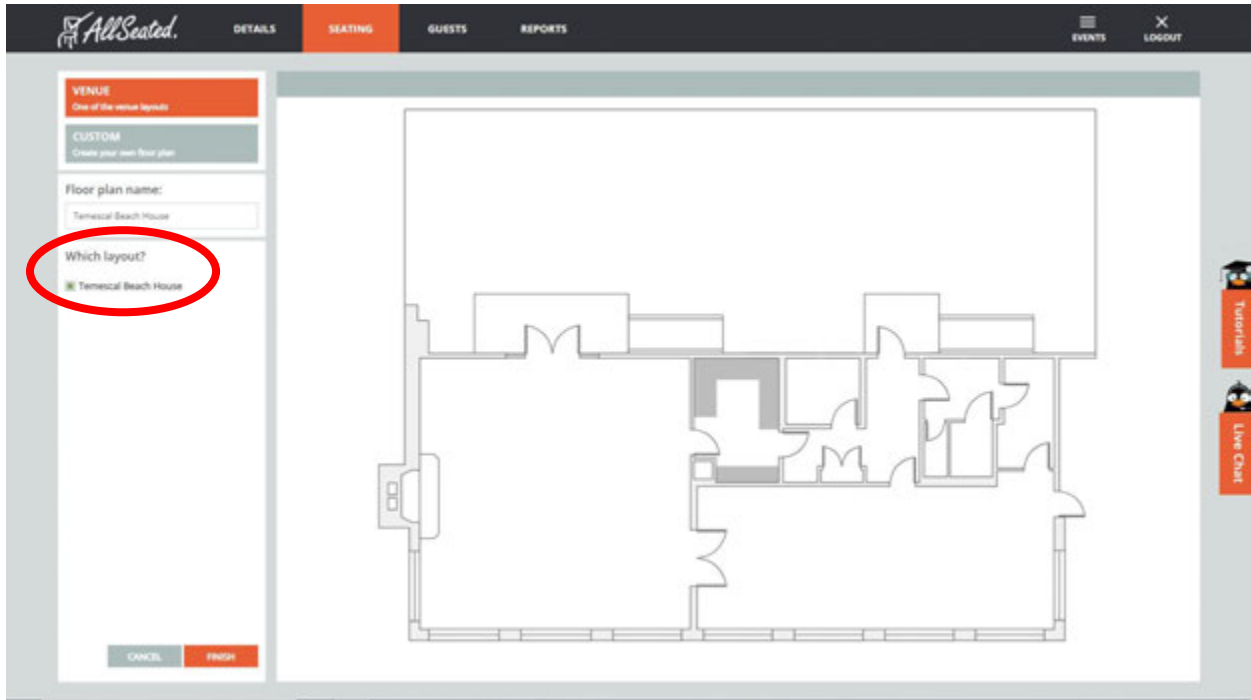 AllSeated.
DETAILS
SEATING
GUESTS
REPORTS
EVENTS
LOGOUT
VENUE
One of the venue layouts
CUSTOM
Create your own floor plan
Floor plan name:
Temescal Beach House
Which layout?
Temescal Beach House
CANCEL
FINISH
Tutorials
Live Chat